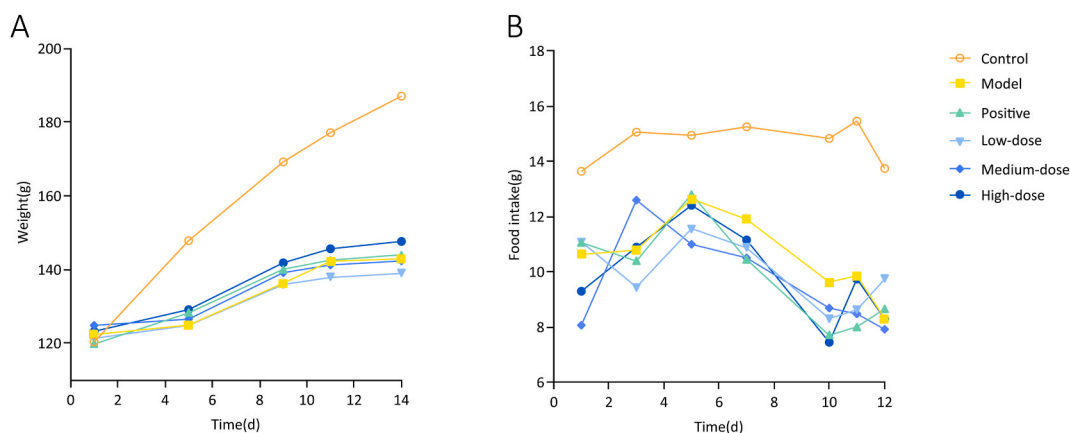 A
B
200
180
160
140
120
Weight(g)
0 2 4 6 8 10 12 14
Time(d)
18
16
14
12
10
8
6
Food intake(g)
0 2 4 6 8 10 12
Time(d)
Control
Model
Positive
Low-dose
Medium-dose
High-dose